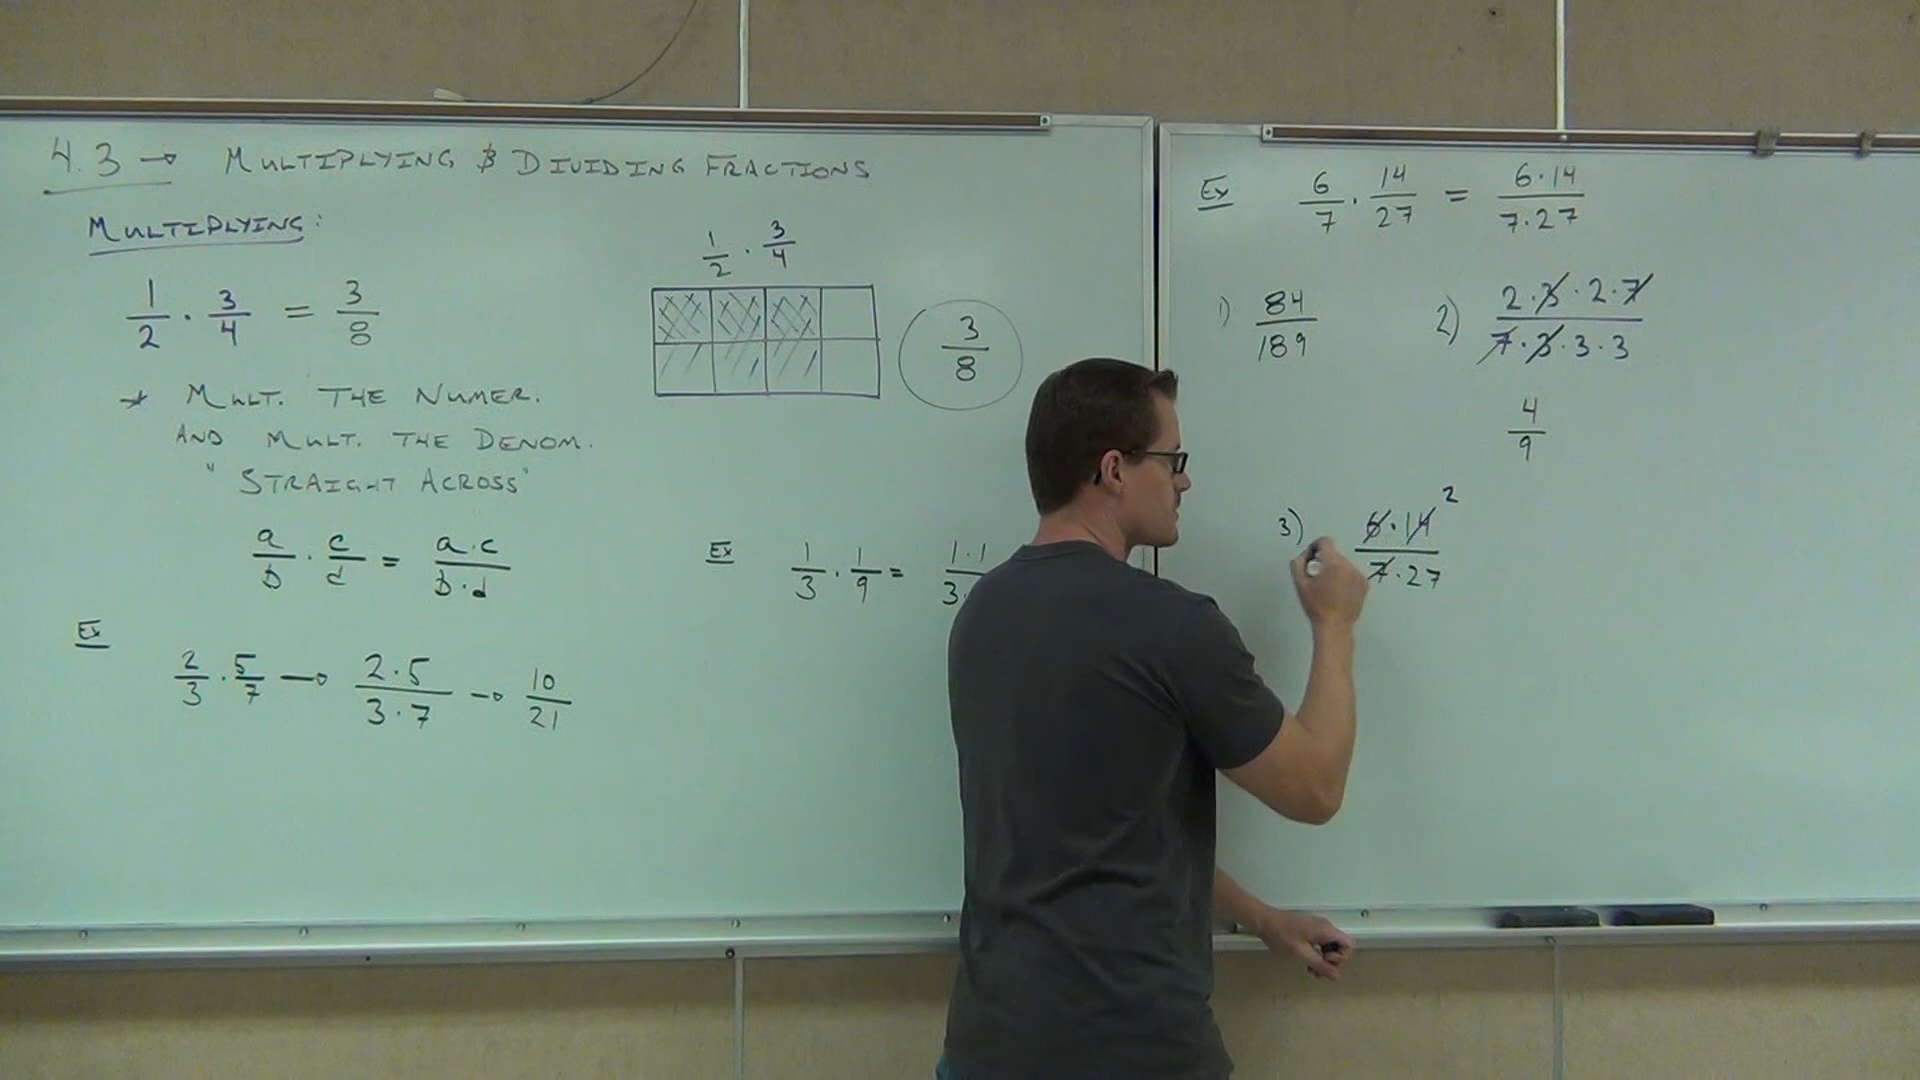 4.3 → MULTIPLYING & DIVIDING FRACTIONS
MULTIPLYING:
1/2 · 3/4 = 3/8
* MULT. THE NUMER.
AND MULT. THE DENOM.
"STRAIGHT ACROSS"
a/b · c/d = a·c/b·d
Ex
2/3 · 5/7 → 2·5/3·7 → 10/21
1/2 · 3/4
3/8
Ex 1/3 · 1/9 = 1·1/3·
Ex 6/7 · 14/27 = 6·14/7·27
1) 84/189
2) 2·3·2·7/7·3·3·3
4/9
3) 6·14 2/7·27